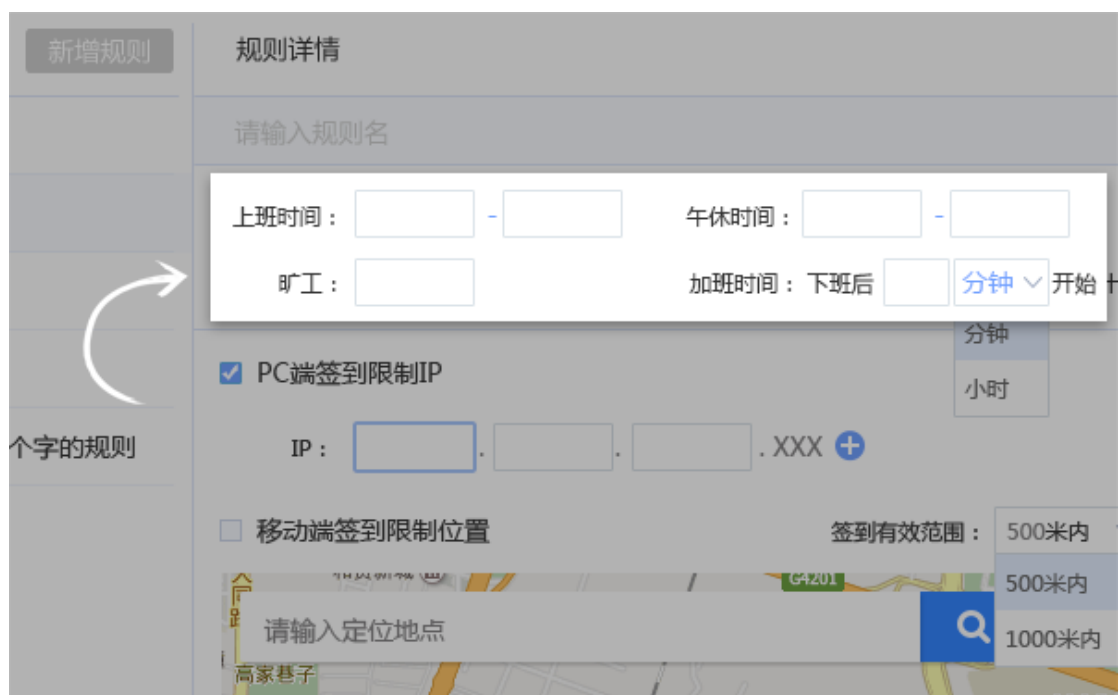 新增规则
规则详情
请输入规则名
上班时间： - 午休时间： -
旷工： 加班时间：下班后 分钟 开始
分钟
小时
PC端签到限制IP
IP： . . . XXX
个字的规则
移动端签到限制位置 签到有效范围： 500米内
500米内
1000米内
G4201
请输入定位地点
高家巷子